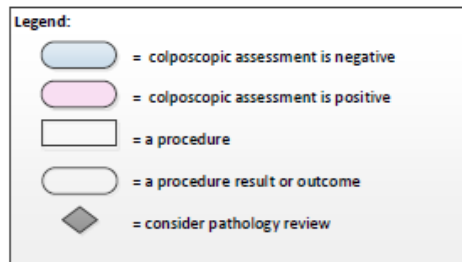 Legend:
= colposcopic assessment is negative
= colposcopic assessment is positive
= a procedure
= a procedure result or outcome
= consider pathology review